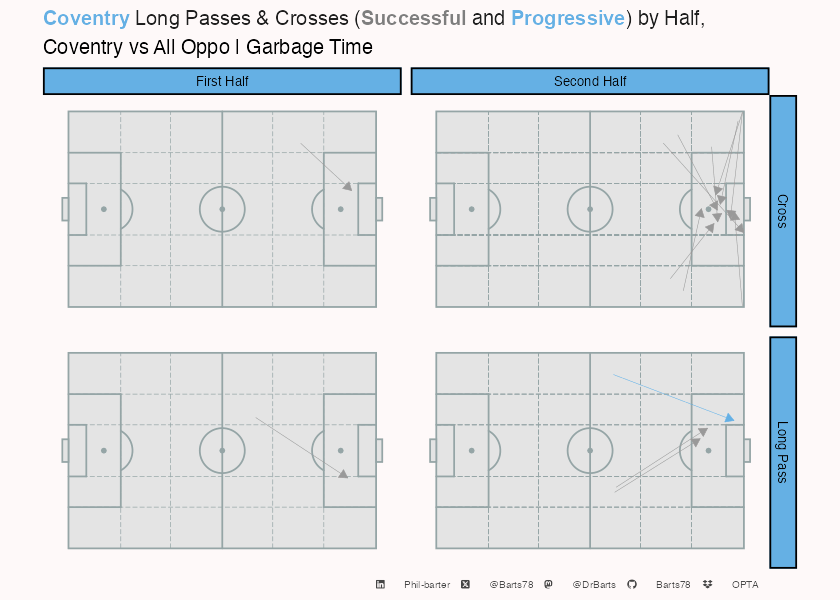 Coventry Long Passes & Crosses (Successful and Progressive) by Half,
Coventry vs All Oppo l Garbage Time
First Half
Second Half
Cross
Long Pass
Phil-barter @Barts78 @DrBarts Barts78 OPTA